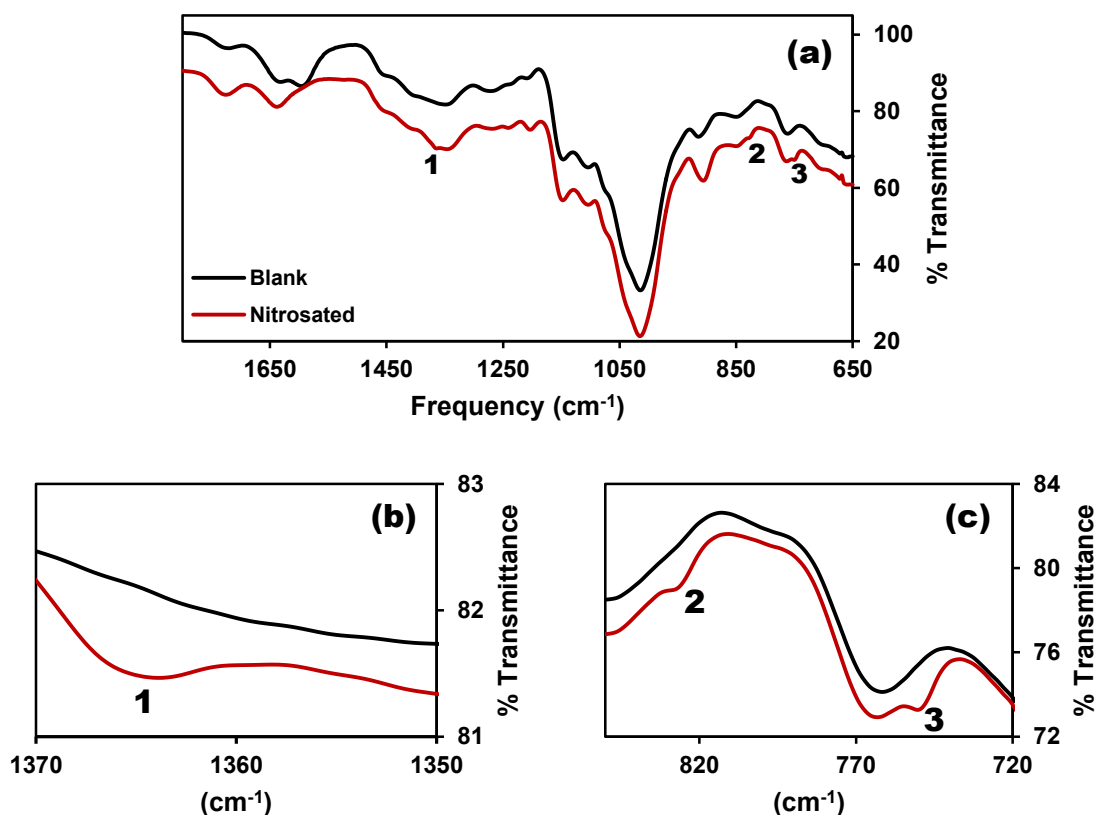 (a)
100
80
60
40
20
% Transmittance
1
2
3
Blank
Nitrosated
1650 1450 1250 1050 850 650
Frequency (cm-1)
(b)
83
82
81
% Transmittance
1
1370 1360 1350
(cm-1)
(c)
84
80
76
72
% Transmittance
2
3
820 770 720
(cm-1)